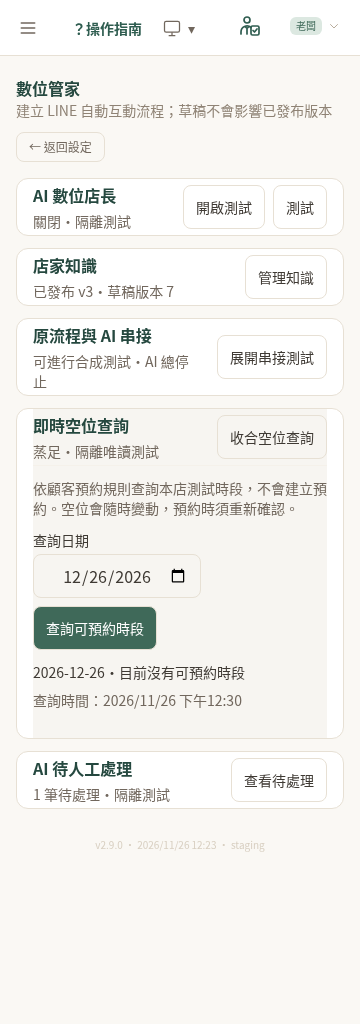 ？操作指南 ▼ 老闆
數位管家
建立 LINE 自動互動流程；草稿不會影響已發布版本
← 返回設定
AI 數位店長
關閉・隔離測試
開啟測試
測試
店家知識
已發布 v3・草稿版本 7
管理知識
原流程與 AI 串接
可進行合成測試・AI 總停
止
展開串接測試
即時空位查詢
蒸足・隔離唯讀測試
收合空位查詢
依顧客預約規則查詢本店測試時段，不會建立預
約。空位會隨時變動，預約時須重新確認。
查詢日期
12/26/2026
查詢可預約時段
2026-12-26・目前沒有可預約時段
查詢時間：2026/11/26 下午12:30
AI 待人工處理
1 筆待處理・隔離測試
查看待處理
v2.9.0 ・ 2026/11/26 12:23 ・ staging